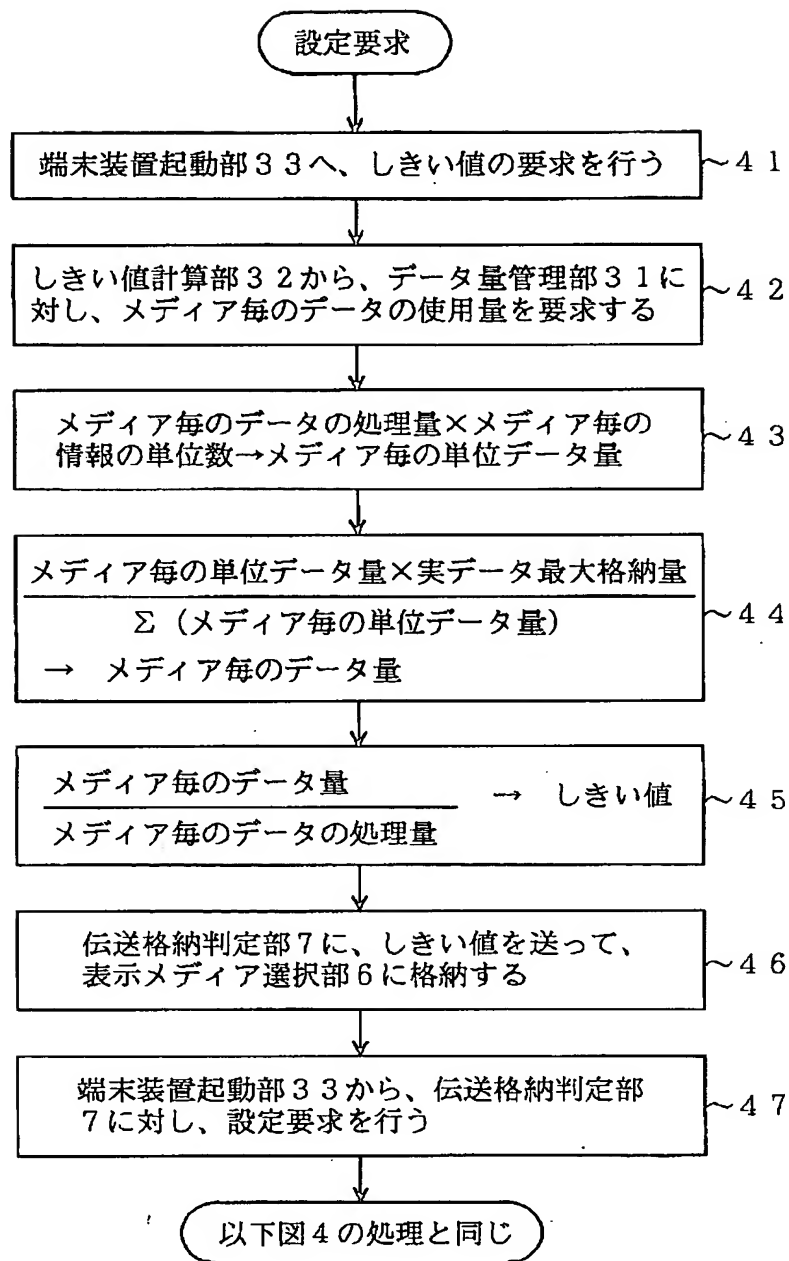 設定要求
端末装置起動部33へ、しきい値の要求を行う
~41
しきい値計算部32から、データ量管理部31に
対し、メディア毎のデータの使用量を要求する
~42
メディア毎のデータの処理量×メディア毎の
情報の単位数→メディア毎の単位データ量
~43
メディア毎の単位データ量×実データ最大格納量
Σ(メディア毎の単位データ量)
→ メディア毎のデータ量
~44
メディア毎のデータ量
メディア毎のデータの処理量
→ しきい値
~45
伝送格納判定部7に、しきい値を送って、
表示メディア選択部6に格納する
~46
端末装置起動部33から、伝送格納判定部
7に対し、設定要求を行う
~47
以下図4の処理と同じ